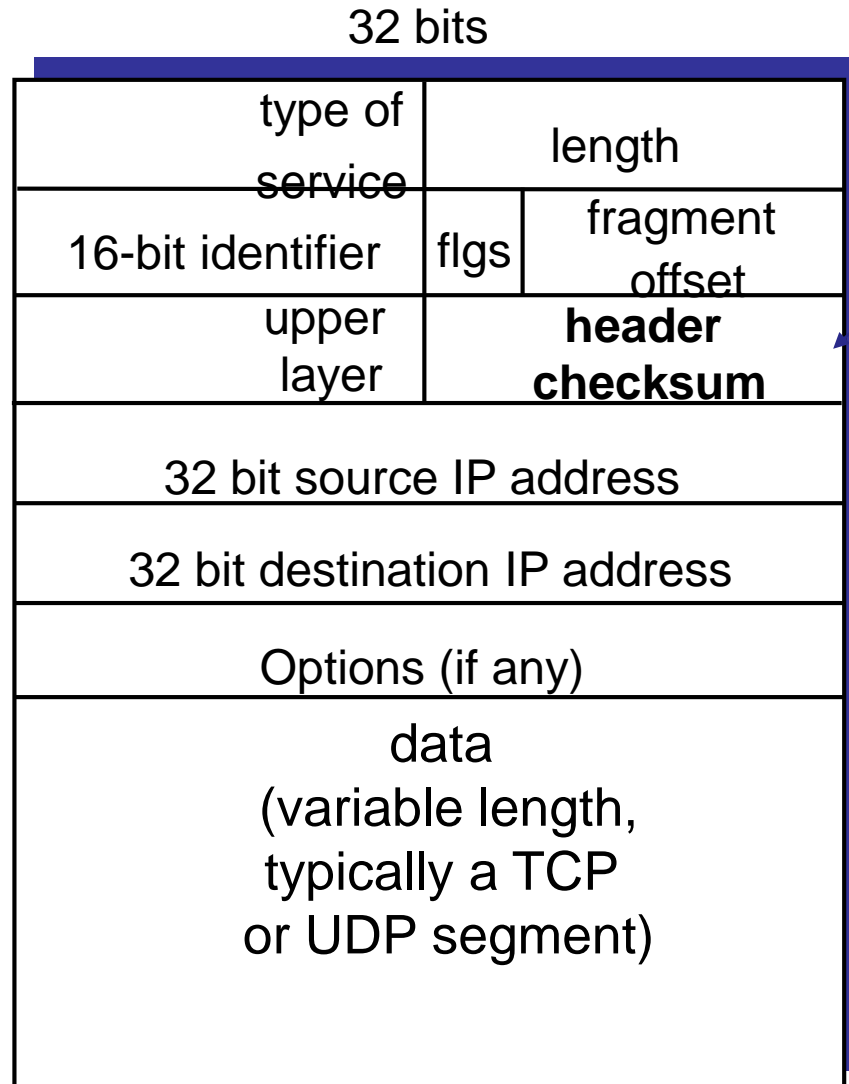 32 bits
type of
service
length
16-bit identifier
flgs
fragment
offset
upper
layer
header
checksum
32 bit source IP address
32 bit destination IP address
Options (if any)
data
(variable length,
typically a TCP
or UDP segment)